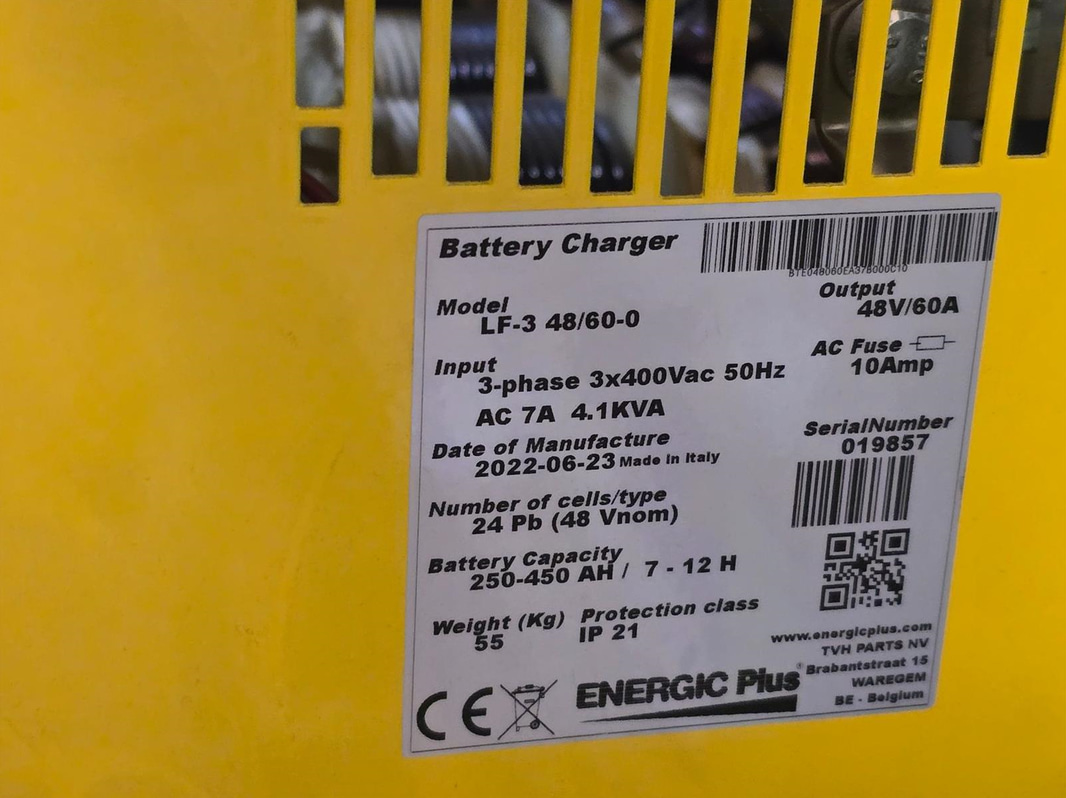 Battery Charger
BTE048060EA37B000C10
Model
LF-3 48/60-0
Output
48V/60A
Input
3-phase 3x400Vac 50Hz
AC 7A 4.1KVA
AC Fuse
10Amp
Date of Manufacture
2022-06-23 Made in Italy
SerialNumber
019857
Number of cells/type
24 Pb (48 Vnom)
Battery Capacity
250-450 AH / 7 - 12 H
Weight (Kg)
55
Protection class
IP 21
CE
ENERGIC Plus®
www.energicplus.com
TVH PARTS NV
Brabantstraat 15
WAREGEM
BE - Belgium